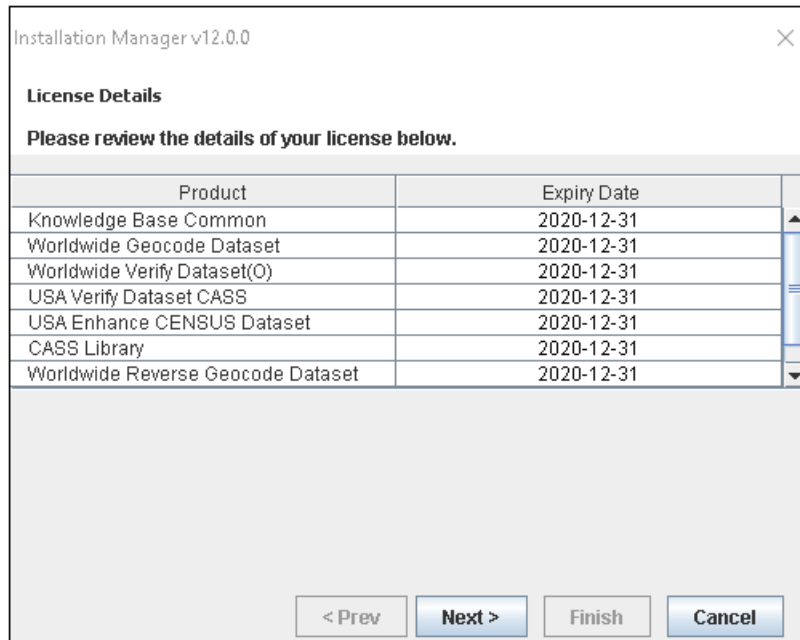 Installation Manager v12.0.0
License Details
Please review the details of your license below.
Product Expiry Date
Knowledge Base Common 2020-12-31
Worldwide Geocode Dataset 2020-12-31
Worldwide Verify Dataset(O) 2020-12-31
USA Verify Dataset CASS 2020-12-31
USA Enhance CENSUS Dataset 2020-12-31
CASS Library 2020-12-31
Worldwide Reverse Geocode Dataset 2020-12-31
< Prev Next > Finish Cancel